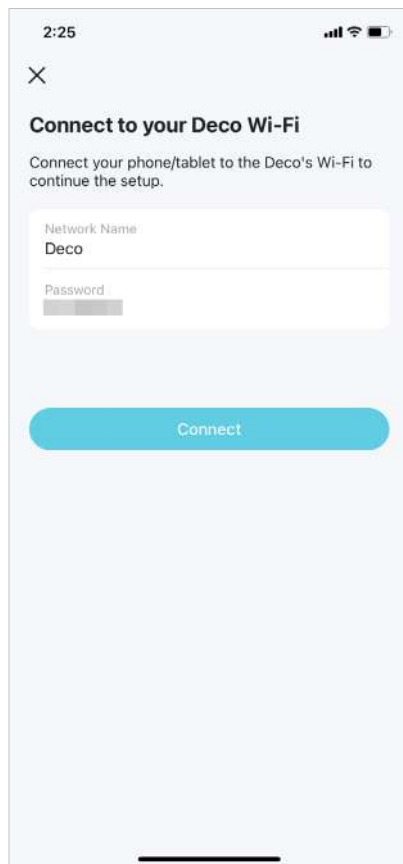 2:25
Connect to your Deco Wi-Fi
Connect your phone/tablet to the Deco's Wi-Fi to
continue the setup.
Network Name
Deco
Password
Connect